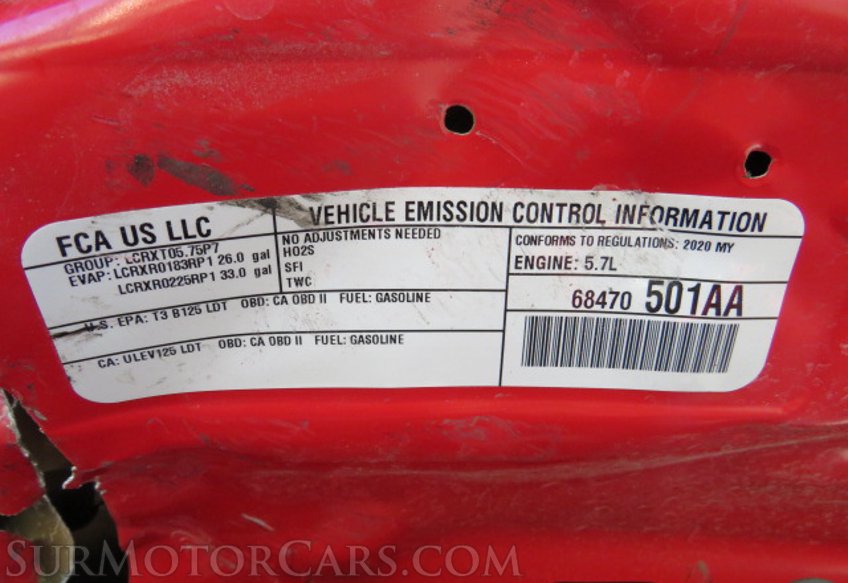 FCA US LLC
GROUP: LCRXT05.75P7
EVAP: LCRXR0183RP1 26.0 gal
LCRXR0225RP1 33.0 gal
VEHICLE EMISSION CONTROL INFORMATION
NO ADJUSTMENTS NEEDED
HO2S
SFI
TWC
CONFORMS TO REGULATIONS: 2020 MY
ENGINE: 5.7L
68470 501AA
U.S. EPA: T3 B125 LDT OBD: CA OBD II FUEL: GASOLINE
CA: ULEV125 LDT OBD: CA OBD II FUEL: GASOLINE
SURMOTORCARS.COM